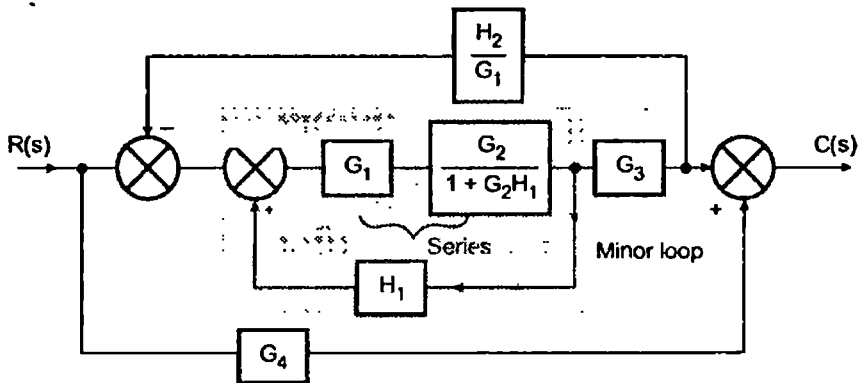 H2
G1
−
R(s)
G1
G2
1 + G2H1
G3
C(s)
+
+
Series
Minor loop
H1
G4